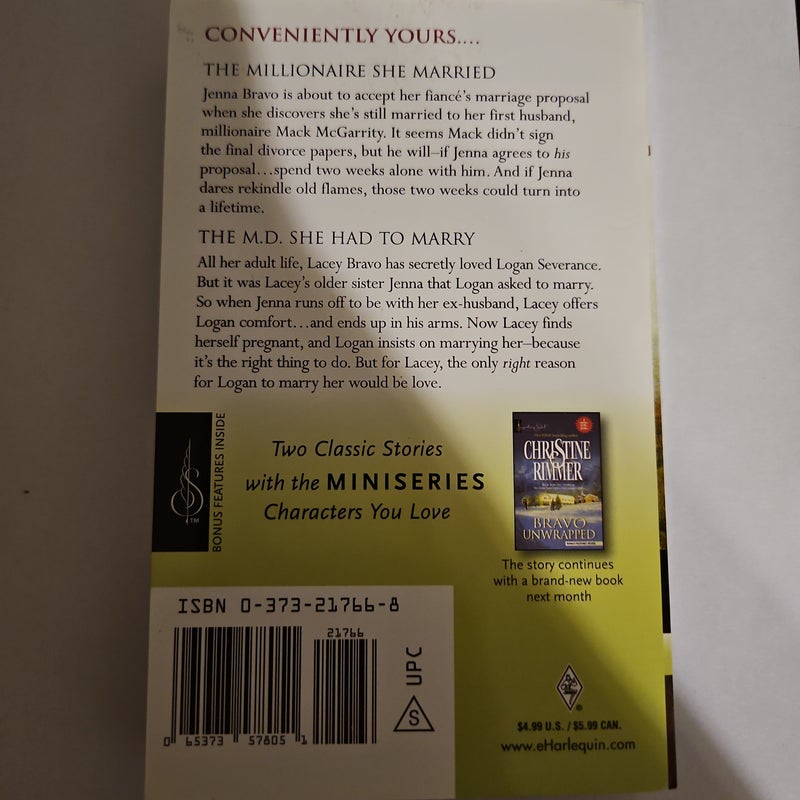 CONVENIENTLY YOURS....
THE MILLIONAIRE SHE MARRIED
Jenna Bravo is about to accept her fiancé's marriage proposal
when she discovers she's still married to her first husband,
millionaire Mack McGarrity. It seems Mack didn't sign
the final divorce papers, but he will–if Jenna agrees to his
proposal...spend two weeks alone with him. And if Jenna
dares rekindle old flames, those two weeks could turn into
a lifetime.
THE M.D. SHE HAD TO MARRY
All her adult life, Lacey Bravo has secretly loved Logan Severance.
But it was Lacey's older sister Jenna that Logan asked to marry.
So when Jenna runs off to be with her ex-husband, Lacey offers
Logan comfort...and ends up in his arms. Now Lacey finds
herself pregnant, and Logan insists on marrying her–because
it's the right thing to do. But for Lacey, the only right reason
for Logan to marry her would be love.
BONUS FEATURES INSIDE
TM
Two Classic Stories
with the MINISERIES
Characters You Love
CHRISTINE
RIMMER
BRAVO
UNWRAPPED
The story continues
with a brand-new book
next month
ISBN 0-373-21766-8
21766
0 65373 57805 1
UPC
S
®
$4.99 U.S. / $5.99 CAN.
www.eHarlequin.com